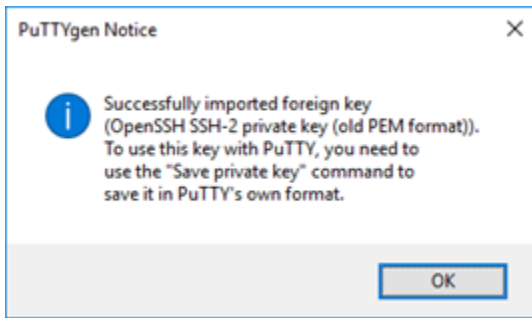 PuTTYgen Notice
Successfully imported foreign key
(OpenSSH SSH-2 private key (old PEM format)).
To use this key with PuTTY, you need to
use the "Save private key" command to
save it in PuTTY's own format.
OK